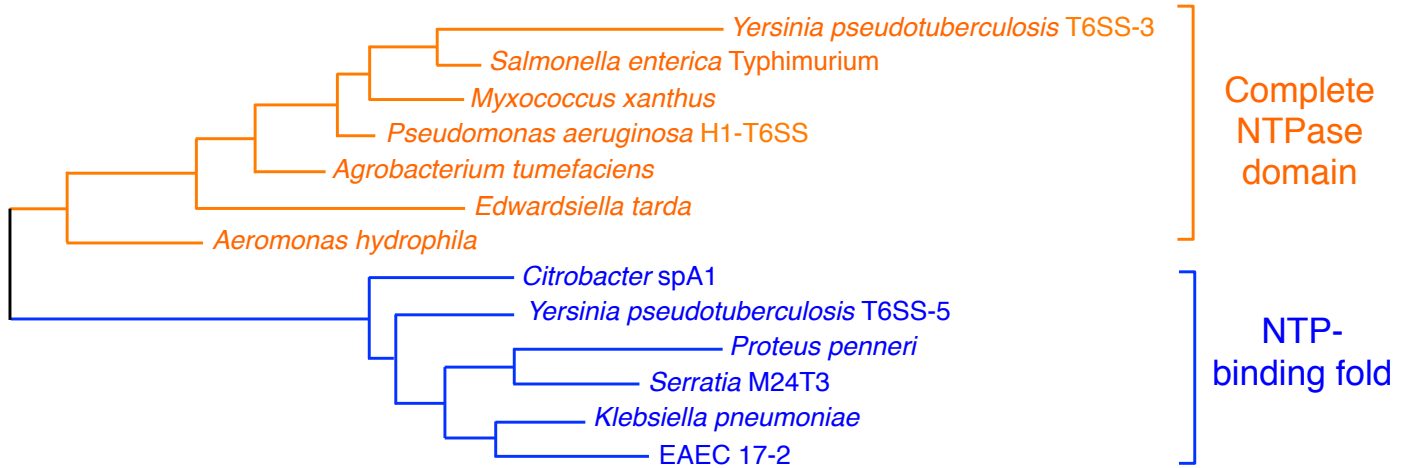 Yersinia pseudotuberculosis T6SS-3
Salmonella enterica Typhimurium
Myxococcus xanthus
Pseudomonas aeruginosa H1-T6SS
Agrobacterium tumefaciens
Edwardsiella tarda
Aeromonas hydrophila
Complete
NTPase
domain
Citrobacter spA1
Yersinia pseudotuberculosis T6SS-5
Proteus penneri
Serratia M24T3
Klebsiella pneumoniae
EAEC 17-2
NTP-
binding fold